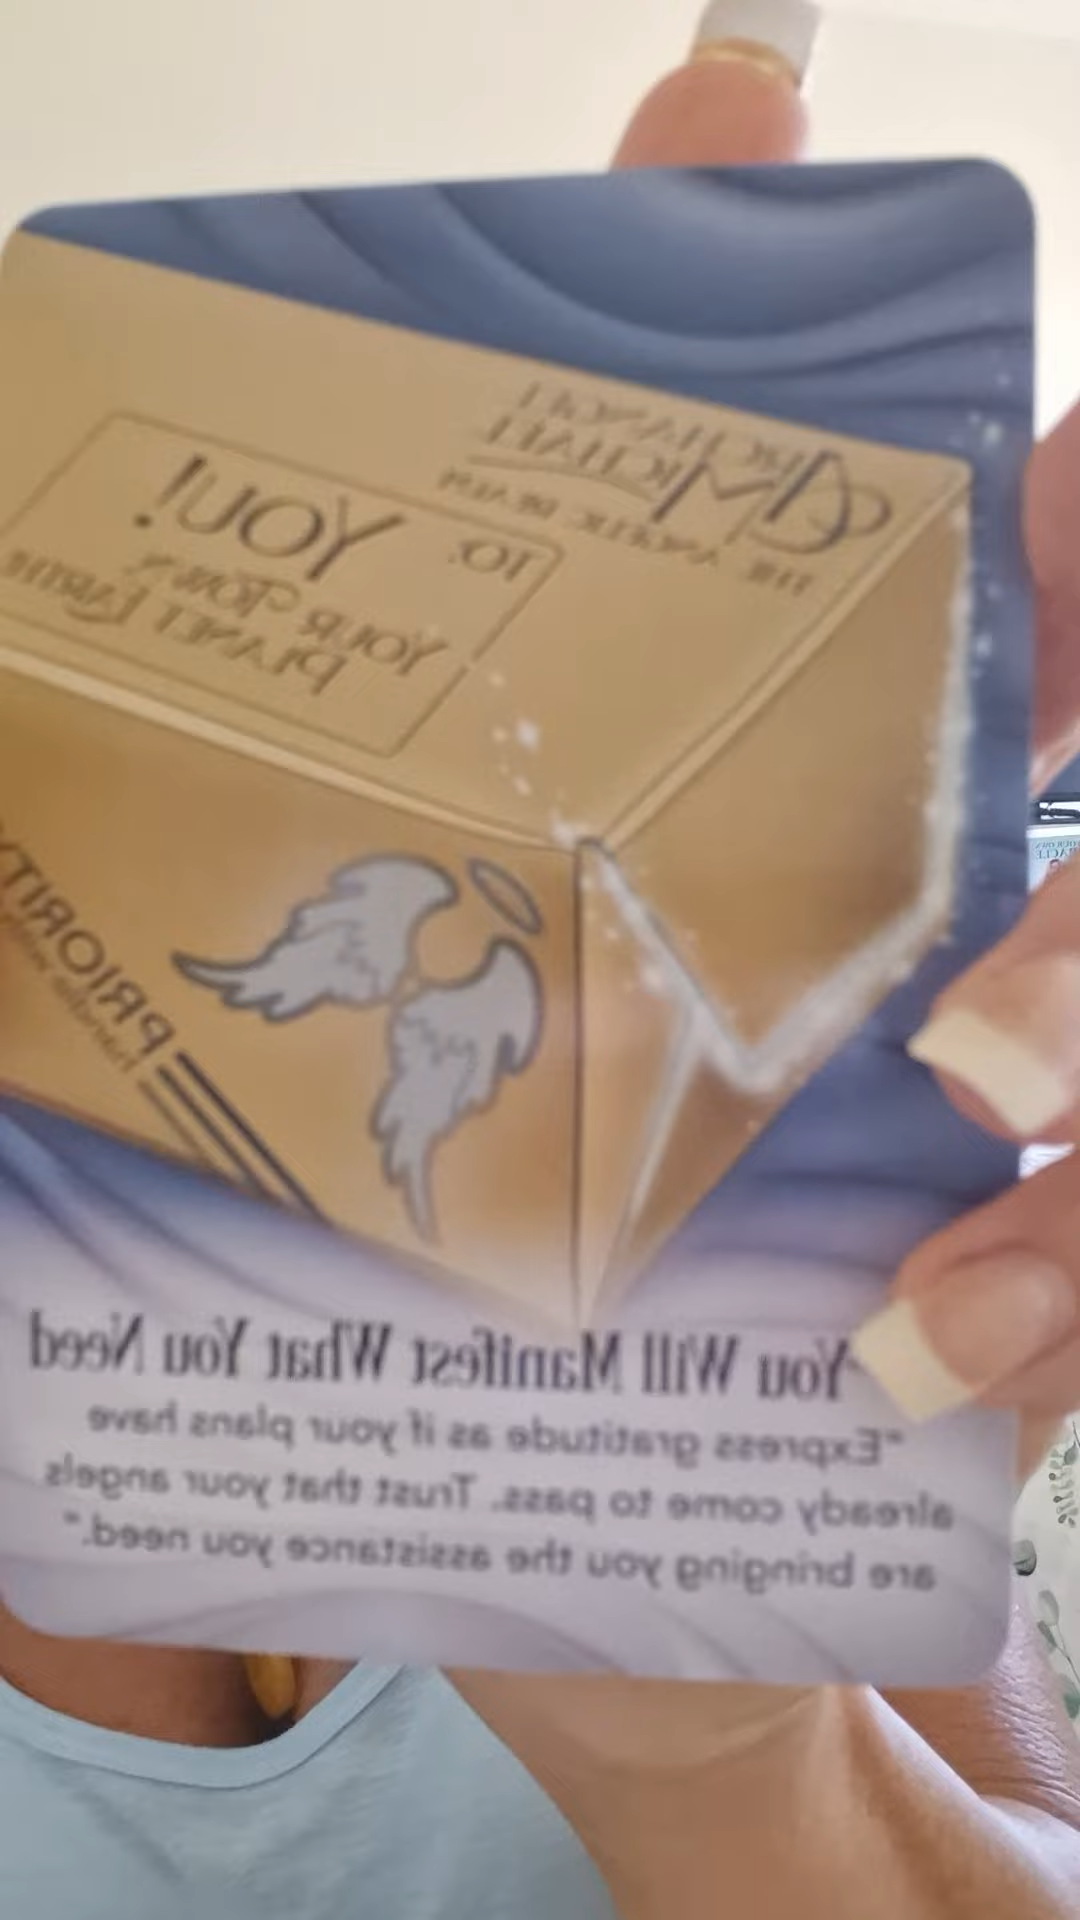 ARCHANGEL
MICHAEL
THE ANGELIC REALM
TO:
YOU!
YOUR TOWN
PLANET EARTH
PRIORITY
You Will Manifest What You Need
"Express gratitude as if your plans have
already come to pass. Trust that your angels
are bringing you the assistance you need."